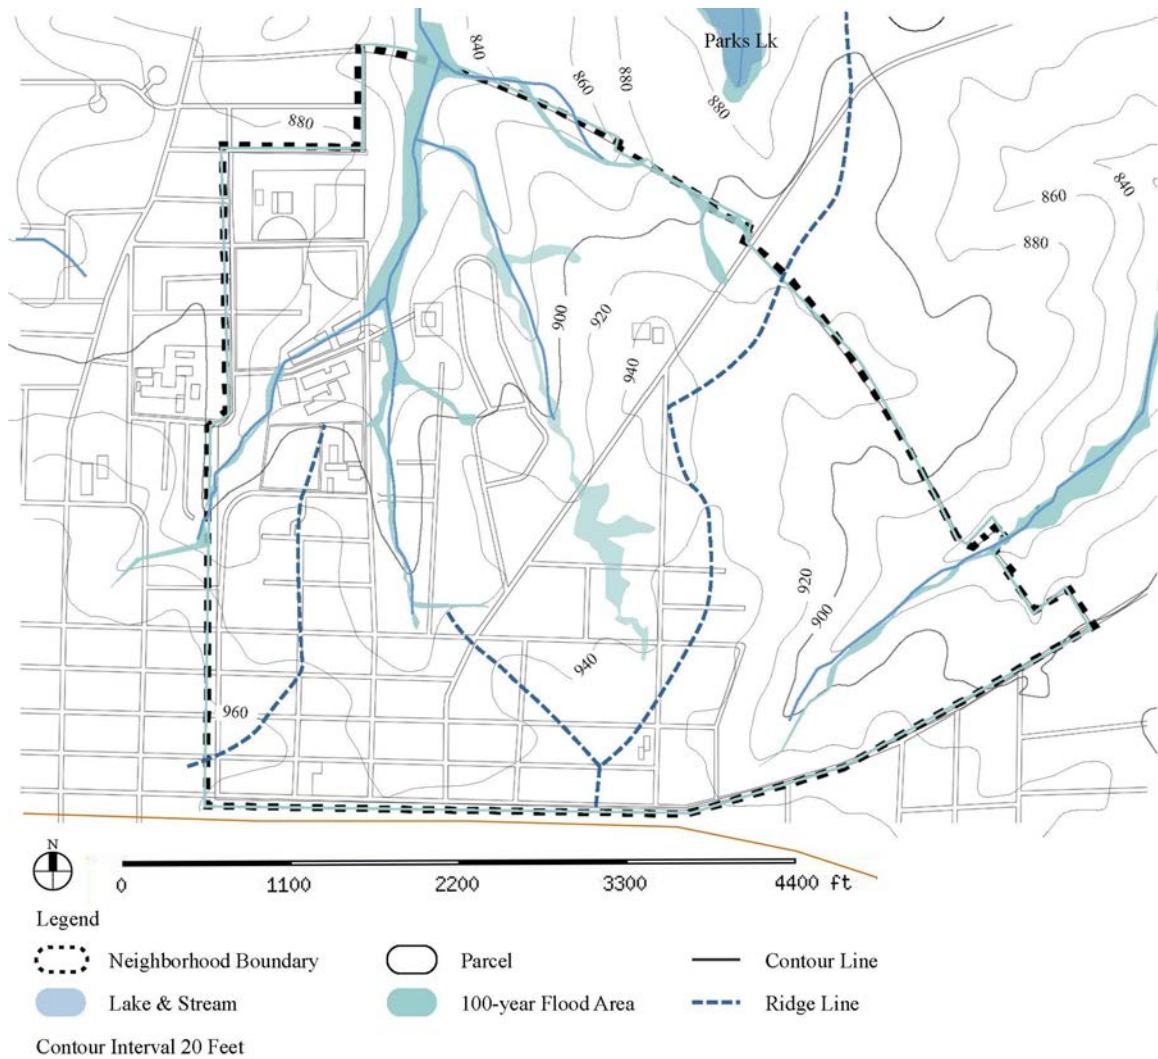 Parks Lk
840
860
880
880
880
860
840
880
900
920
940
920
900
940
960
N
0 1100 2200 3300 4400 ft
Legend
Neighborhood Boundary
Parcel
Contour Line
Lake & Stream
100-year Flood Area
Ridge Line
Contour Interval 20 Feet